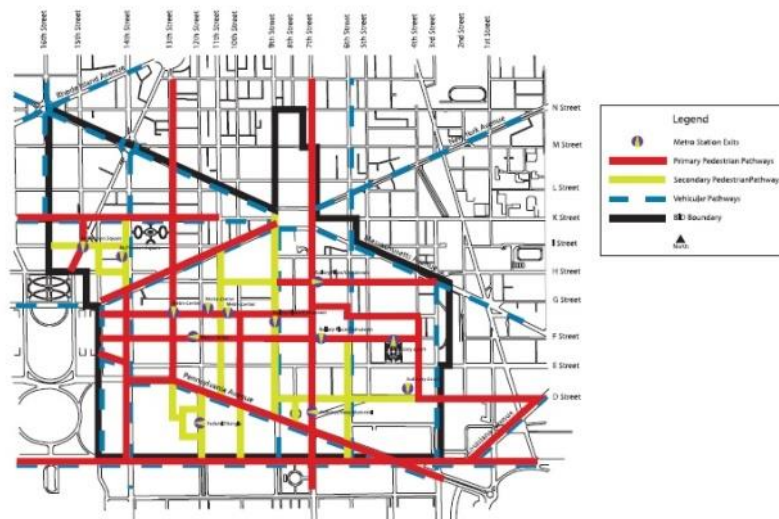 16th Street
15th Street
14th Street
13th Street
12th Street
11th Street
10th Street
9th Street
8th Street
7th Street
6th Street
5th Street
4th Street
3rd Street
2nd Street
1st Street
Rhode Island Avenue
New York Avenue
Massachusetts
Pennsylvania Avenue
N Street
M Street
L Street
K Street
I Street
H Street
G Street
F Street
E Street
D Street
Legend
Metro Station Exits
Primary Pedestrian Pathways
Secondary PedestrianPathway
Vehicular Pathways
BID Boundary
North